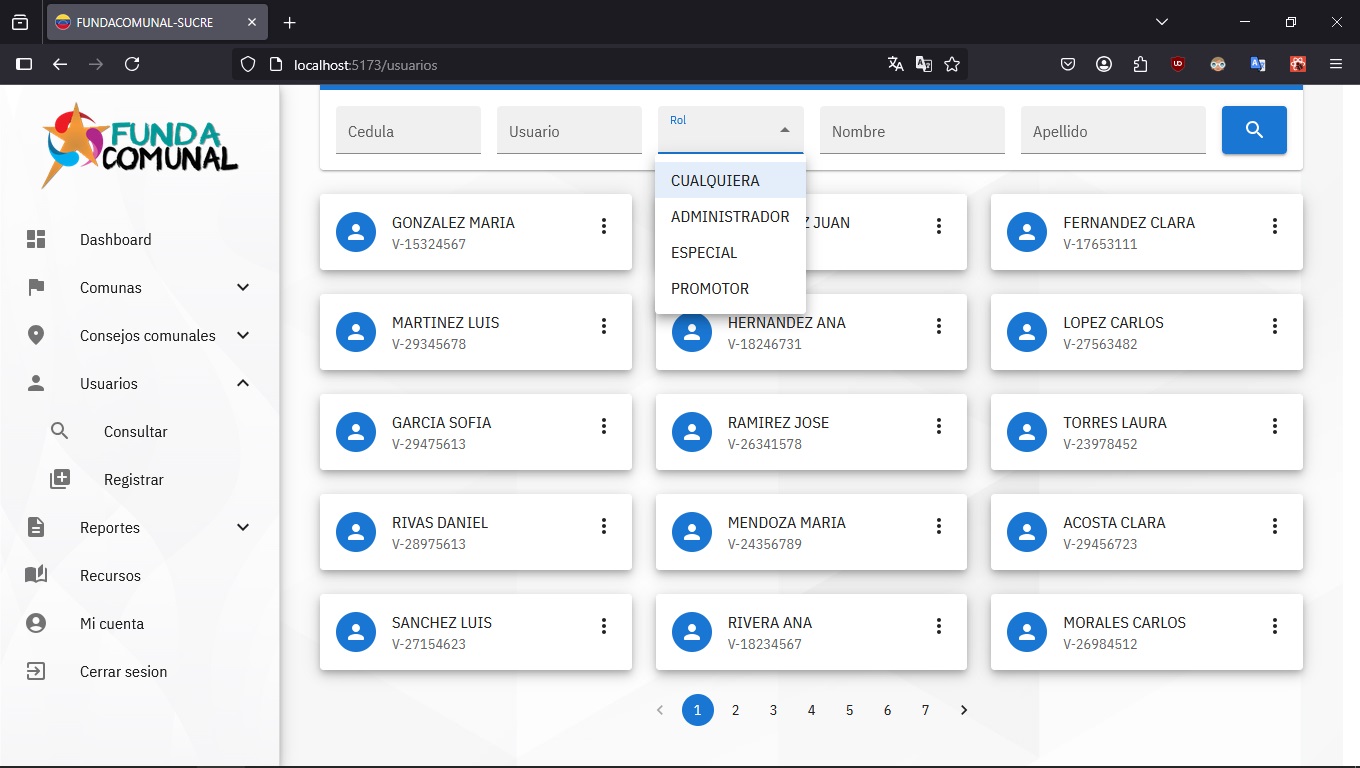 FUNDACOMUNAL-SUCRE
localhost:5173/usuarios
FUNDA
COMUNAL
Dashboard
Comunas
Consejos comunales
Usuarios
Consultar
Registrar
Reportes
Recursos
Mi cuenta
Cerrar sesion
Cedula
Usuario
Rol
Nombre
Apellido
CUALQUIERA
ADMINISTRADOR
ESPECIAL
PROMOTOR
GONZALEZ MARIA
V-15324567
JUAN
FERNANDEZ CLARA
V-17653111
MARTINEZ LUIS
V-29345678
HERNANDEZ ANA
V-18246731
LOPEZ CARLOS
V-27563482
GARCIA SOFIA
V-29475613
RAMIREZ JOSE
V-26341578
TORRES LAURA
V-23978452
RIVAS DANIEL
V-28975613
MENDOZA MARIA
V-24356789
ACOSTA CLARA
V-29456723
SANCHEZ LUIS
V-27154623
RIVERA ANA
V-18234567
MORALES CARLOS
V-26984512
1 2 3 4 5 6 7